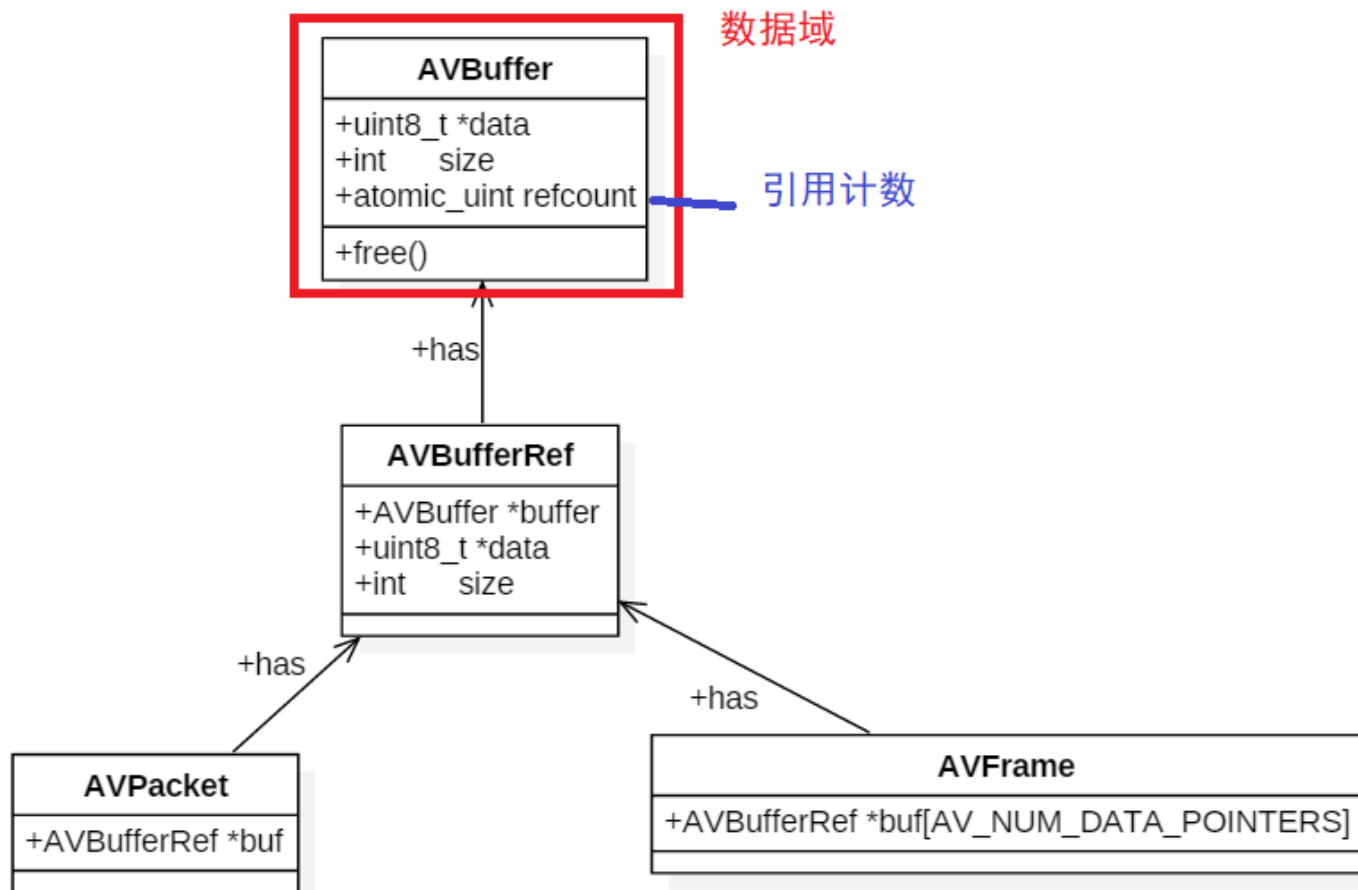 数据域
AVBuffer
+uint8_t *data
+int size
+atomic_uint refcount
引用计数
+free()
+has
AVBufferRef
+AVBuffer *buffer
+uint8_t *data
+int size
+has
+has
AVPacket
+AVBufferRef *buf
AVFrame
+AVBufferRef *buf[AV_NUM_DATA_POINTERS]